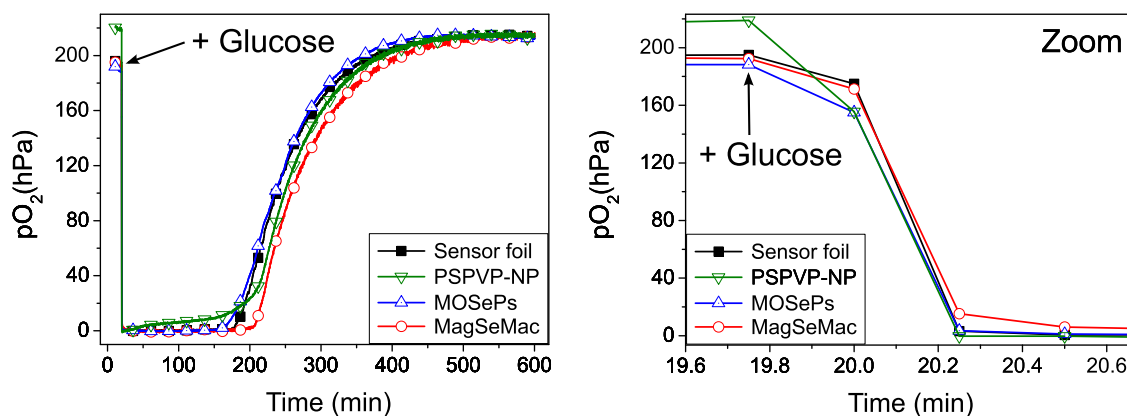 + Glucose
pO2(hPa)
200
160
120
80
40
0
0 100 200 300 400 500 600
Time (min)
Sensor foil
PSPVP-NP
MOSePs
MagSeMac
Zoom
+ Glucose
pO2(hPa)
200
160
120
80
40
0
19.6 19.8 20.0 20.2 20.4 20.6
Time (min)
Sensor foil
PSPVP-NP
MOSePs
MagSeMac